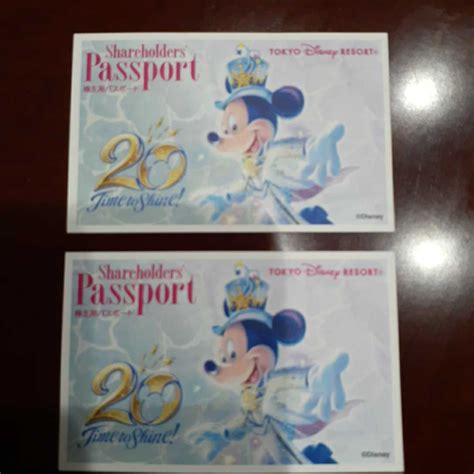 Shareholders'
Passport
株主用パスポート
TOKYO Disney RESORT®
20
Time to Shine!
©Disney
Shareholders'
Passport
株主用パスポート
TOKYO Disney RESORT®
20
Time to Shine!
©Disney